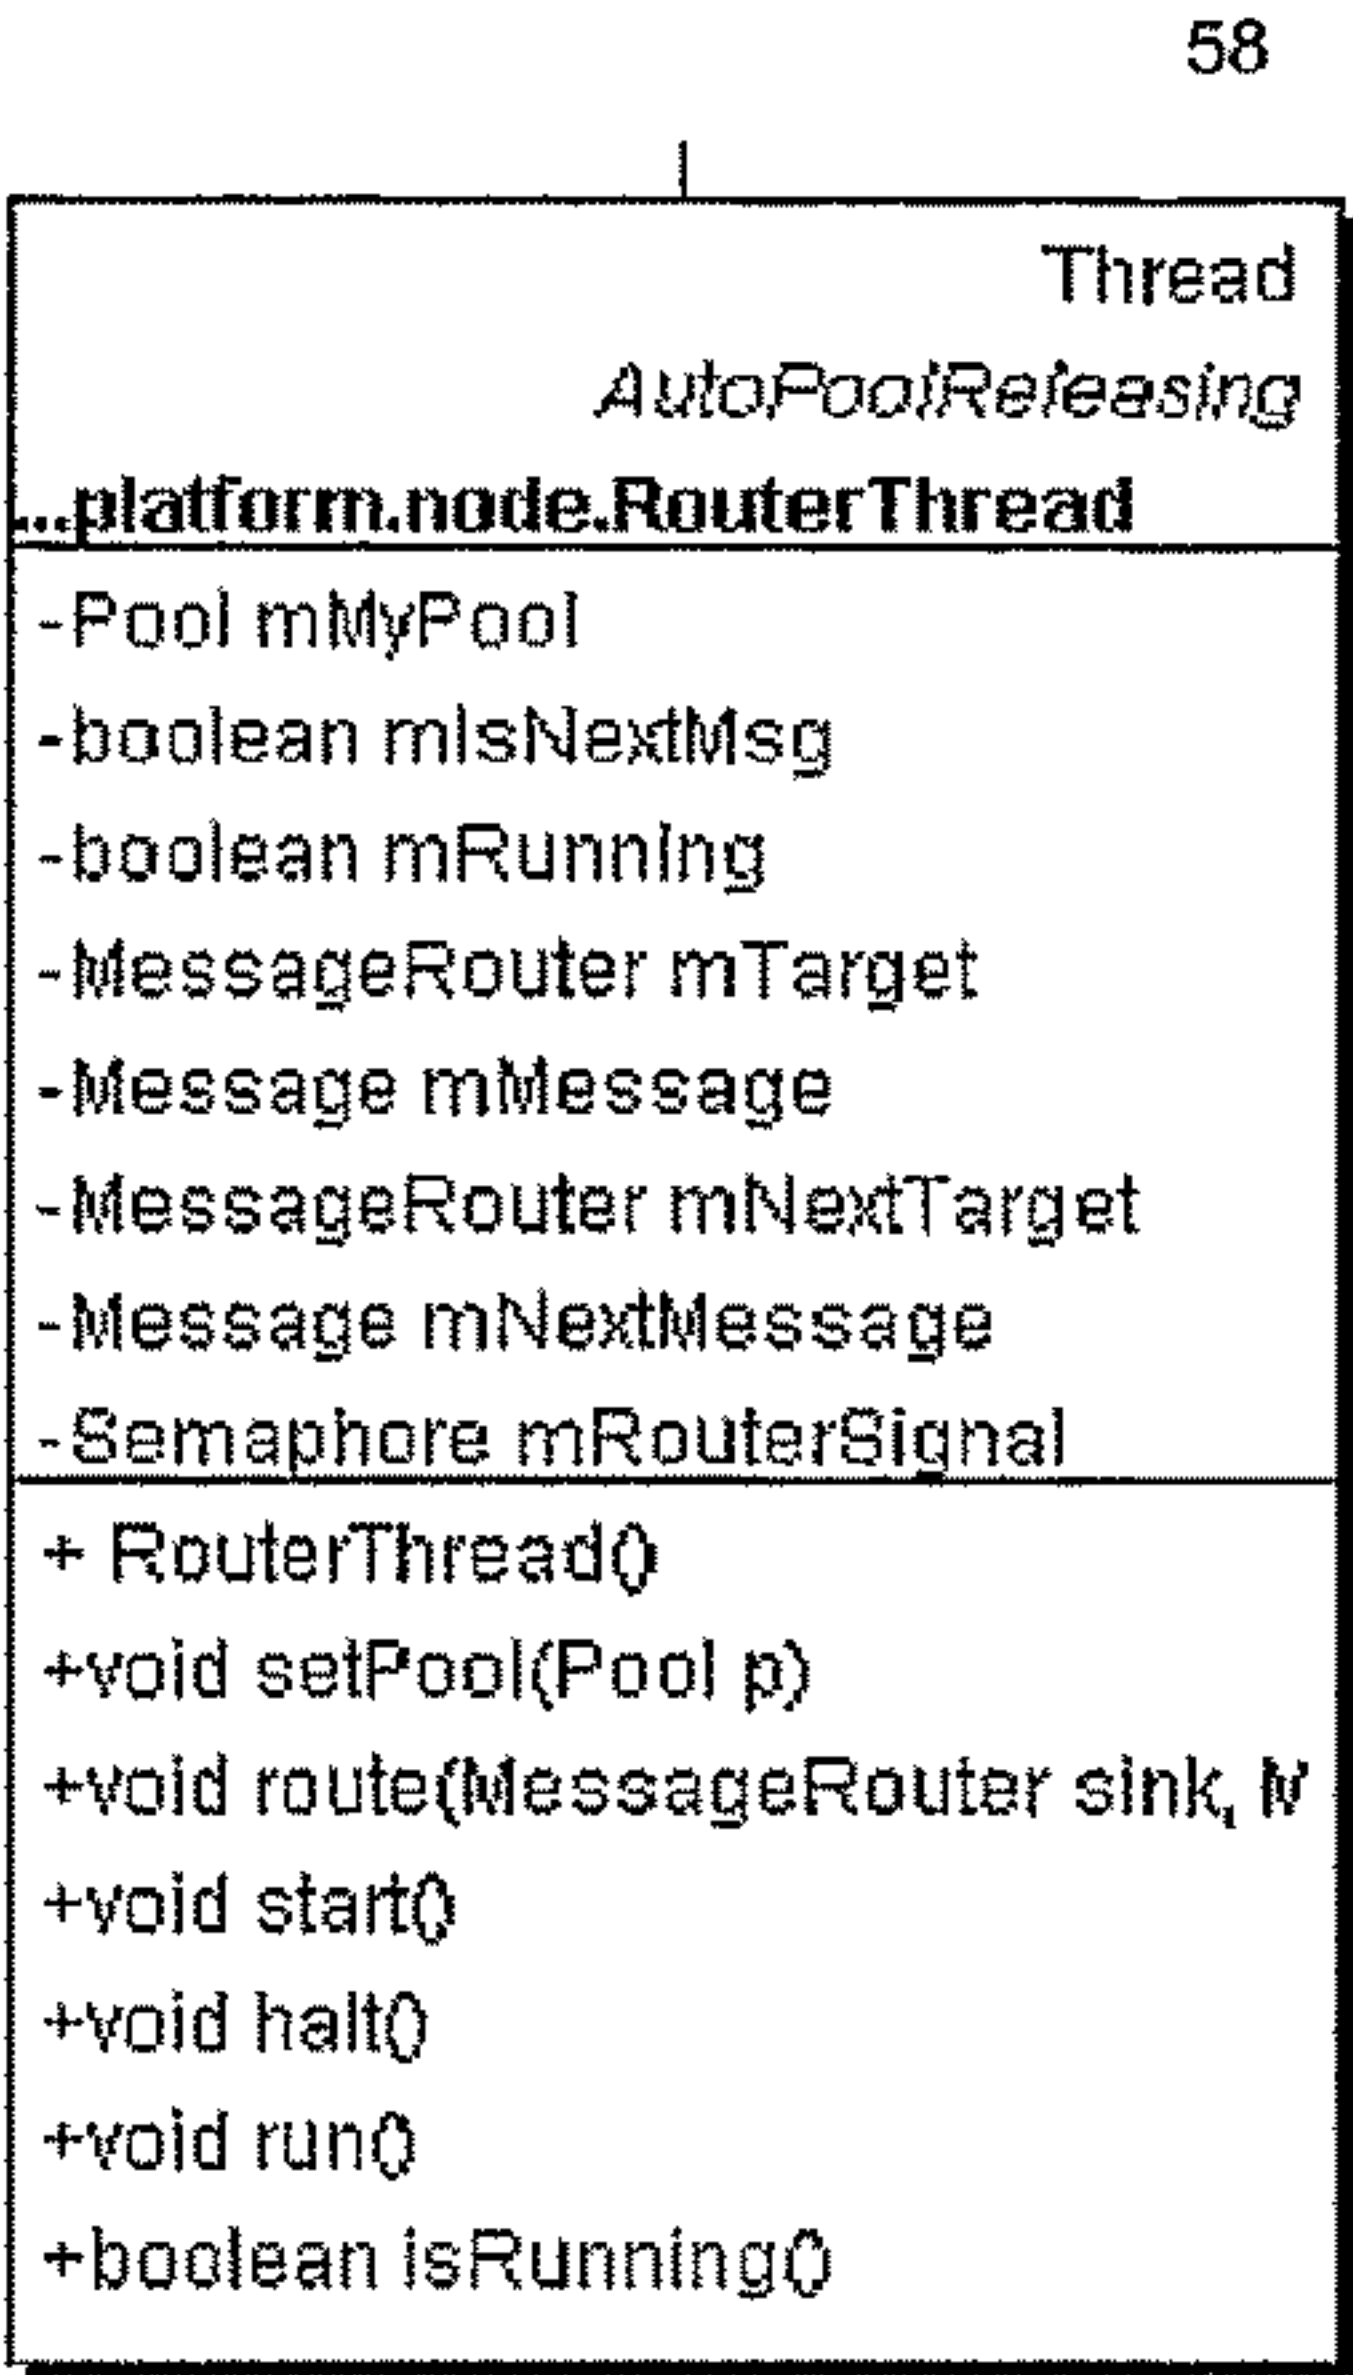 58
Thread
AutoPoolReleasing
...platform.node.RouterThread
-Pool mMyPool
-boolean mIsNextMsg
-boolean mRunning
-MessageRouter mTarget
-Message mMessage
-MessageRouter mNextTarget
-Message mNextMessage
-Semaphore mRouterSignal
+ RouterThread()
+void setPool(Pool p)
+void route(MessageRouter sink, M
+void start()
+void halt()
+void run()
+boolean isRunning()